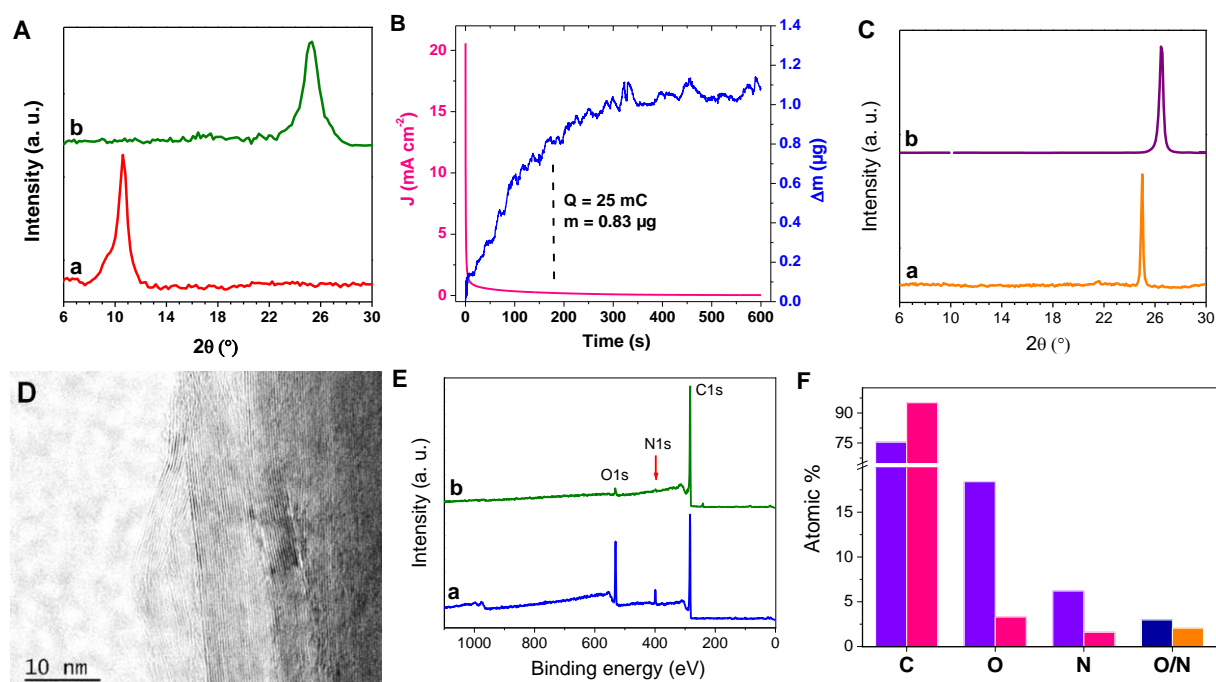 A
Intensity (a. u.)
b
a
6 10 14 18 22 26 30
2θ (°)
B
J (mA cm⁻²)
20
15
10
5
0
Q = 25 mC
m = 0.83 µg
1.4
1.2
1.0
0.8
0.6
0.4
0.2
0.0
Δm (µg)
0 100 200 300 400 500 600
Time (s)
C
Intensity (a. u.)
b
a
6 10 14 18 22 26 30
2θ (°)
D
10 nm
E
Intensity (a. u.)
C1s
N1s
O1s
b
a
1000 800 600 400 200 0
Binding energy (eV)
F
Atomic %
90
75
15
10
5
0
C O N O/N